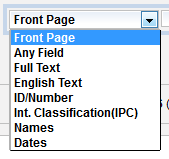 Front Page
Front Page
Any Field
Full Text
English Text
ID/Number
Int. Classification(IPC)
Names
Dates